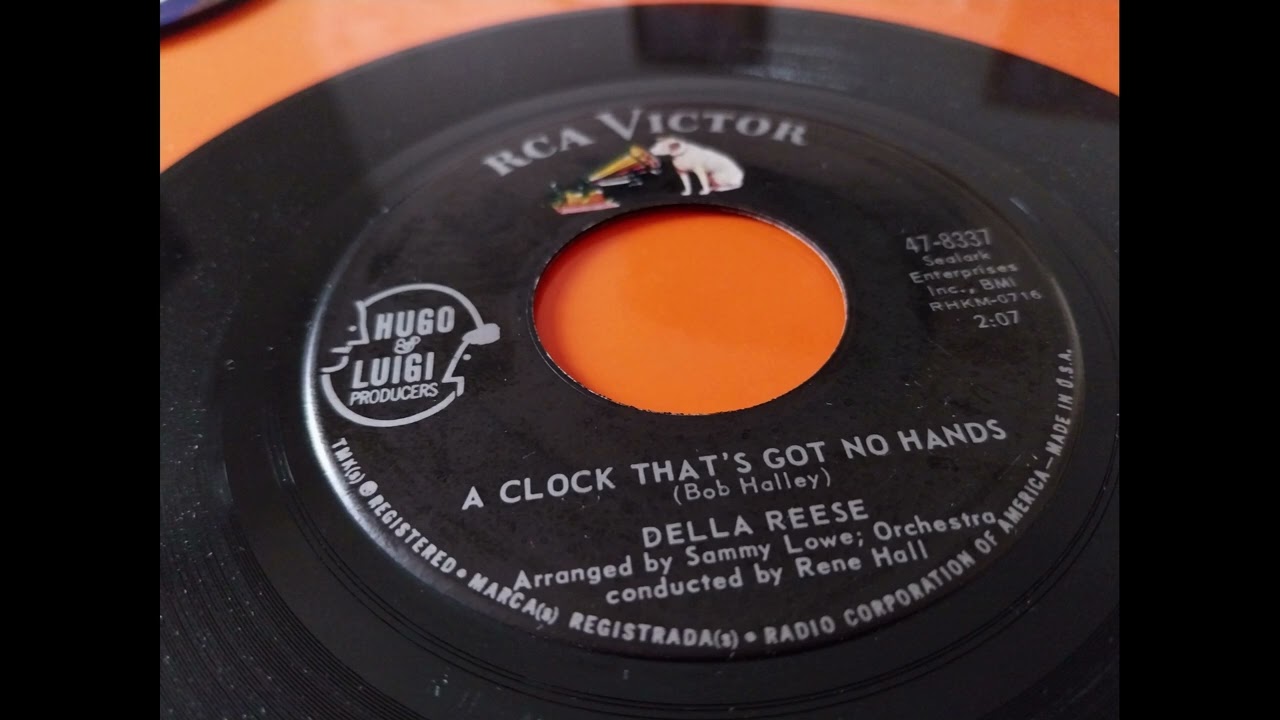 RCA VICTOR
47-8337
Sealark
Enterprises
Inc., BMI
RHKM-0716
2:07
HUGO
&
LUIGI
PRODUCERS
A CLOCK THAT'S GOT NO HANDS
(Bob Halley)
DELLA REESE
Arranged by Sammy Lowe; Orchestra
conducted by Rene Hall
TMK(s) ® REGISTERED • MARCA(s) REGISTRADA(s) • RADIO CORPORATION OF AMERICA—MADE IN U.S.A.